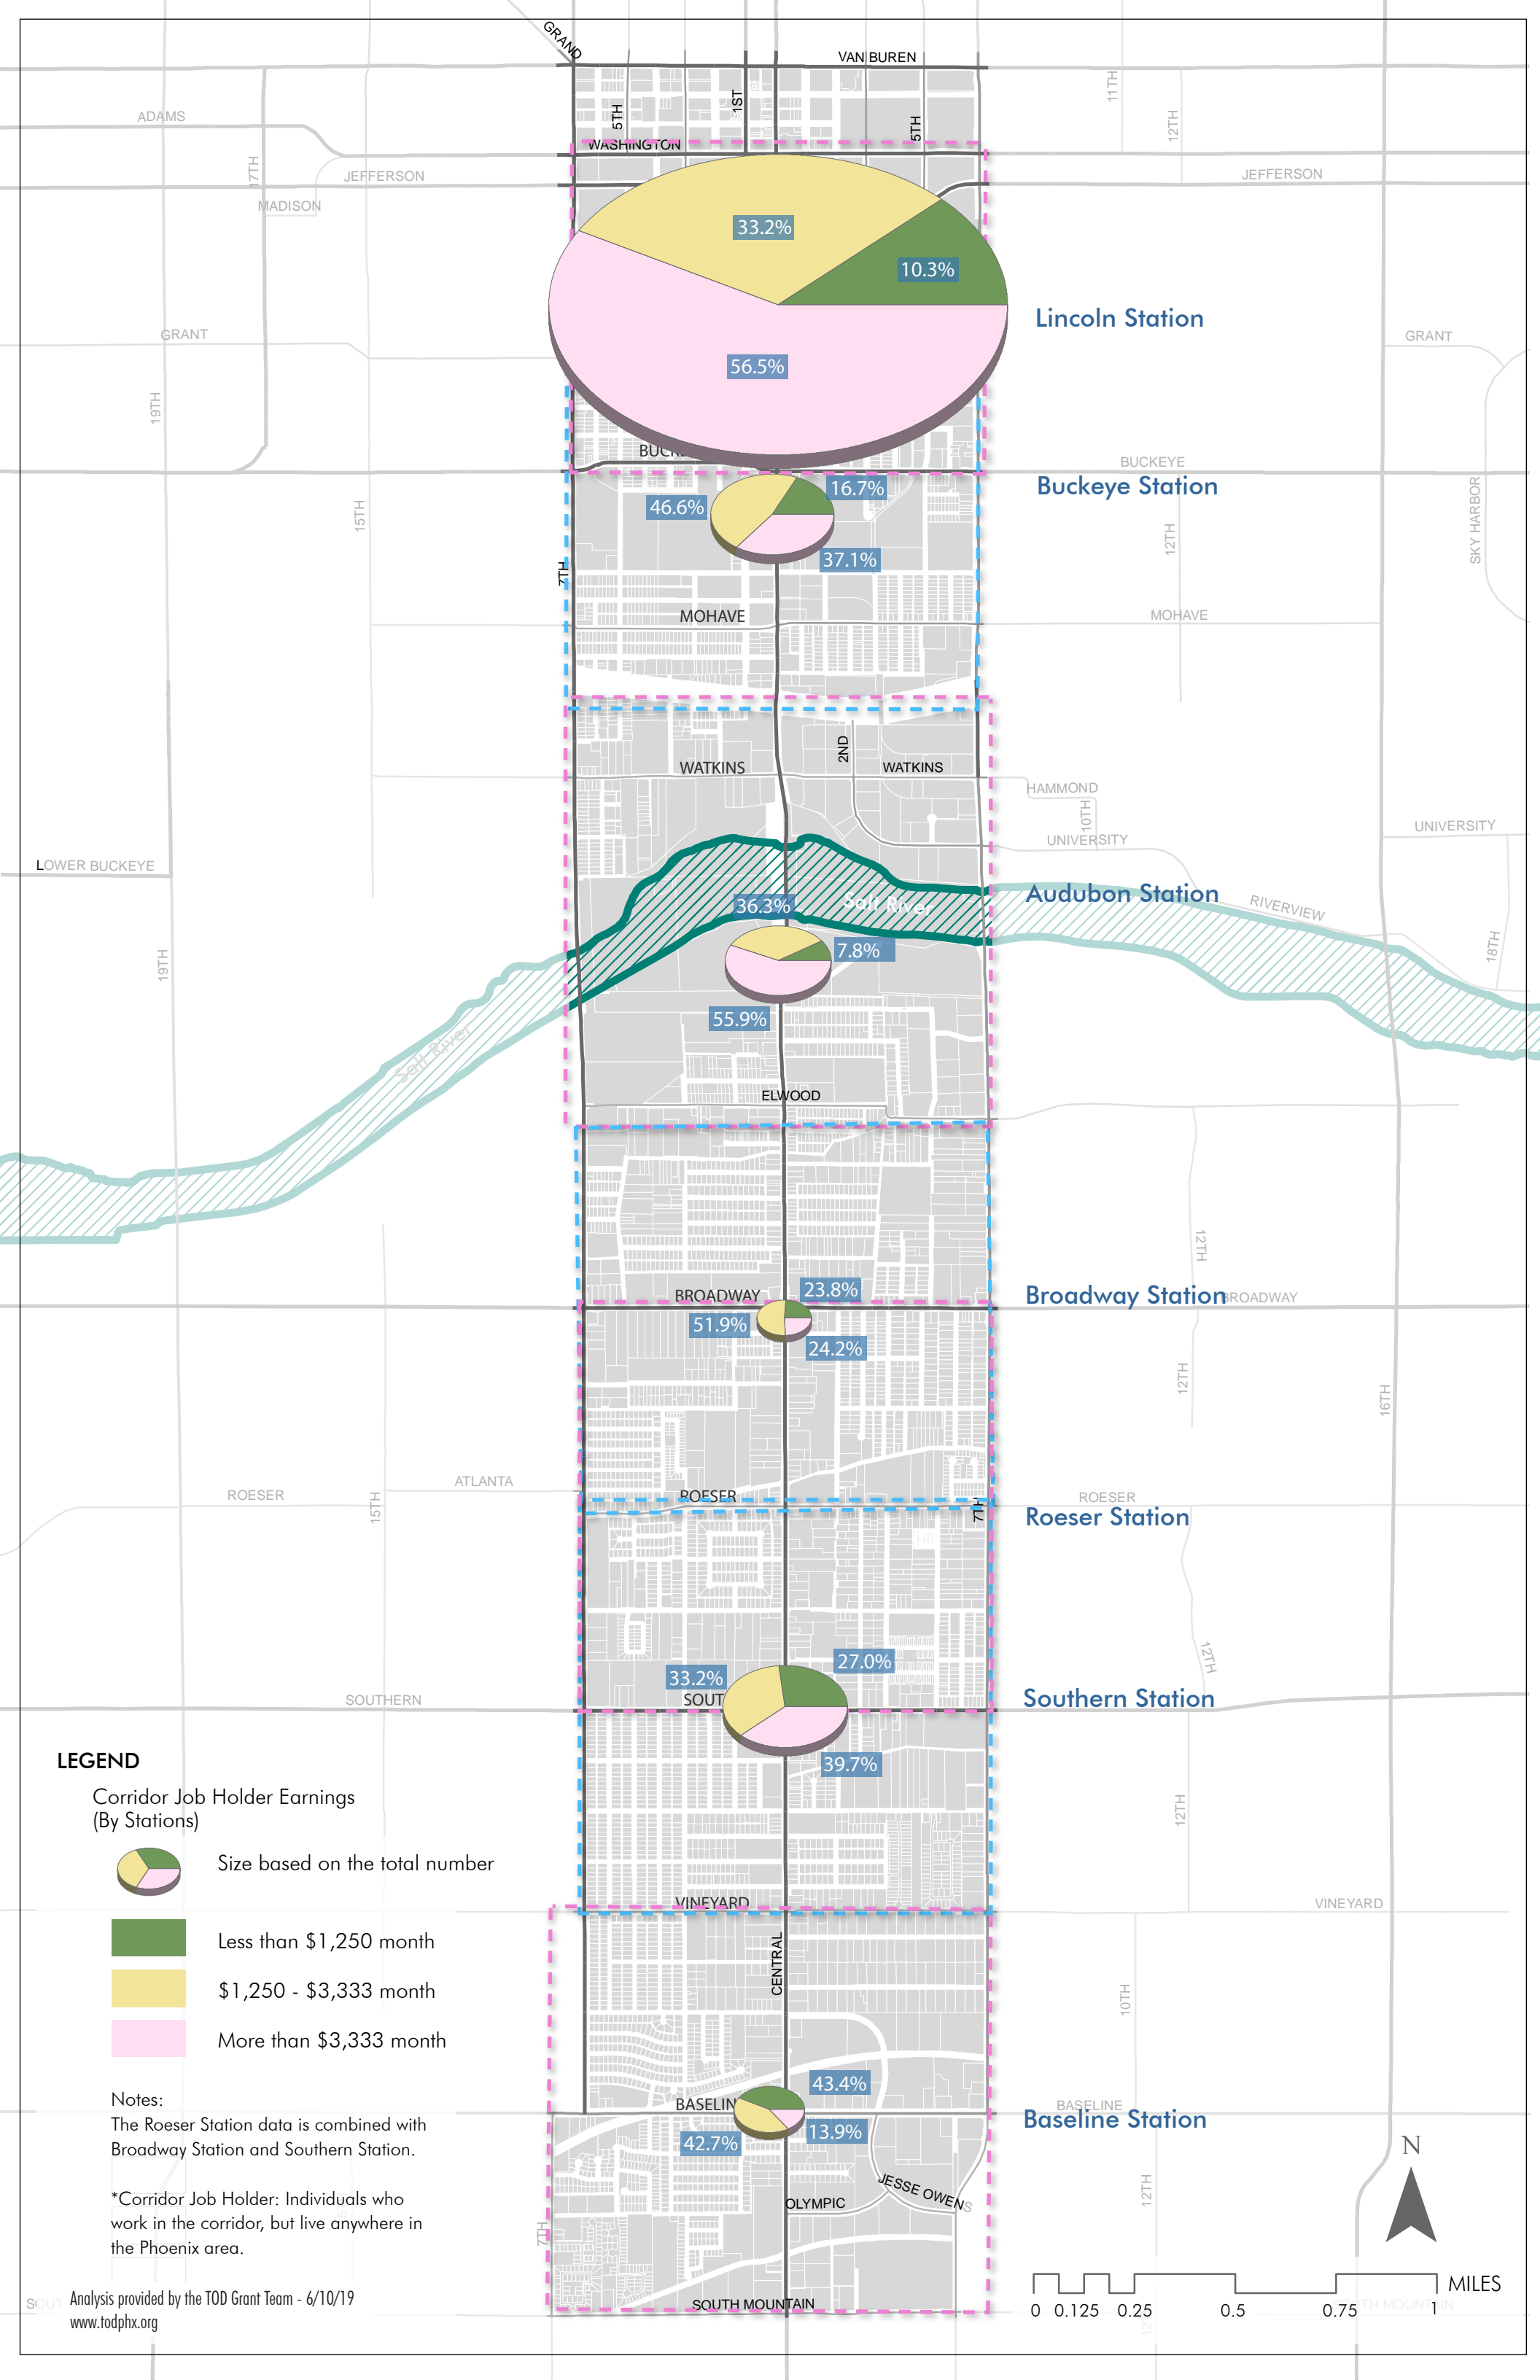 GRAND
VAN BUREN
11TH
ADAMS
5TH
1ST
5TH
12TH
WASHINGTON
17TH
JEFFERSON
JEFFERSON
MADISON
33.2%
10.3%
Lincoln Station
GRANT
GRANT
56.5%
19TH
BUCKEYE
Buckeye Station
16.7%
46.6%
15TH
12TH
SKY HARBOR
37.1%
7TH
MOHAVE
MOHAVE
2ND
WATKINS
WATKINS
HAMMOND
10TH
UNIVERSITY
UNIVERSITY
LOWER BUCKEYE
Audubon Station
36.3%
Salt River
RIVERVIEW
7.8%
18TH
19TH
55.9%
Salt River
ELWOOD
12TH
23.8%
BROADWAY
Broadway Station
BROADWAY
51.9%
24.2%
12TH
16TH
ATLANTA
ROESER
ROESER
ROESER
15TH
7TH
Roeser Station
12TH
27.0%
33.2%
SOUTHERN
SOUT
Southern Station
39.7%
LEGEND
Corridor Job Holder Earnings
(By Stations)
12TH
Size based on the total number
VINEYARD
VINEYARD
Less than $1,250 month
CENTRAL
$1,250 - $3,333 month
10TH
More than $3,333 month
43.4%
Notes:
BASELIN
BASELINE
The Roeser Station data is combined with
Baseline Station
Broadway Station and Southern Station.
13.9%
42.7%
N
*Corridor Job Holder: Individuals who
JESSE OWENS
OLYMPIC
12TH
work in the corridor, but live anywhere in
7TH
the Phoenix area.
MILES
Analysis provided by the TOD Grant Team - 6/10/19
SOUT
SOUTH MOUNTAIN
0 0.125 0.25 0.5 0.75 1
www.todphx.org